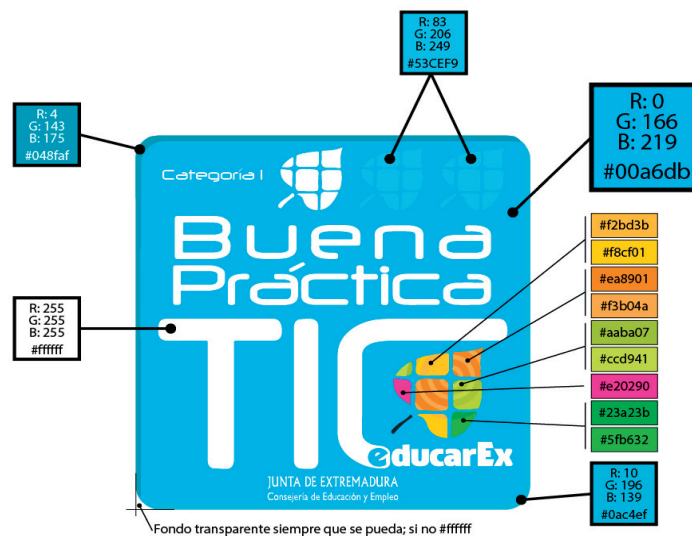 R: 83
G: 206
B: 249
#53CEF9
R: 0
G: 166
B: 219
#00a6db
R: 4
G: 143
B: 175
#048faf
Categoría I
Buena
Práctica
TIC
educarEx
JUNTA DE EXTREMADURA
Consejería de Educación y Empleo
R: 255
G: 255
B: 255
#ffffff
#f2bd3b
#f8cf01
#ea8901
#f3b04a
#aaba07
#ccd941
#e20290
#23a23b
#5fb632
R: 10
G: 196
B: 139
#0ac4ef
Fondo transparente siempre que se pueda; si no #ffffff